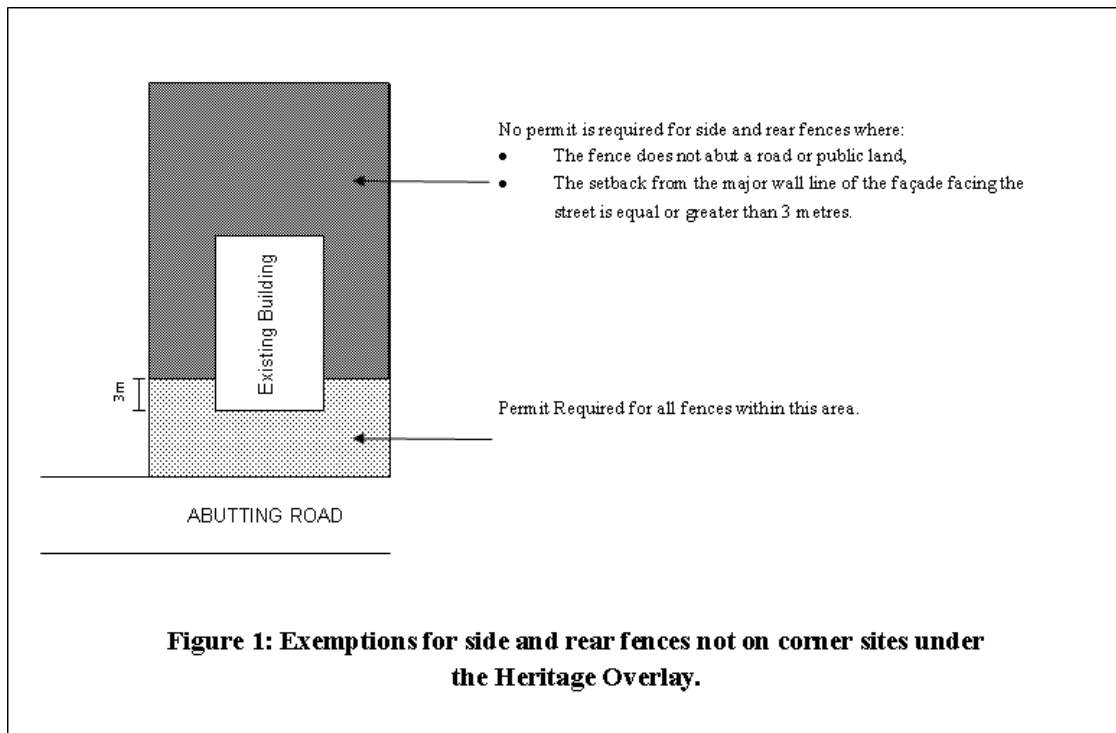 No permit is required for side and rear fences where:
• The fence does not abut a road or public land,
• The setback from the major wall line of the façade facing the
street is equal or greater than 3 metres.
Existing Building
3m
Permit Required for all fences within this area.
ABUTTING ROAD
Figure 1: Exemptions for side and rear fences not on corner sites under
the Heritage Overlay.